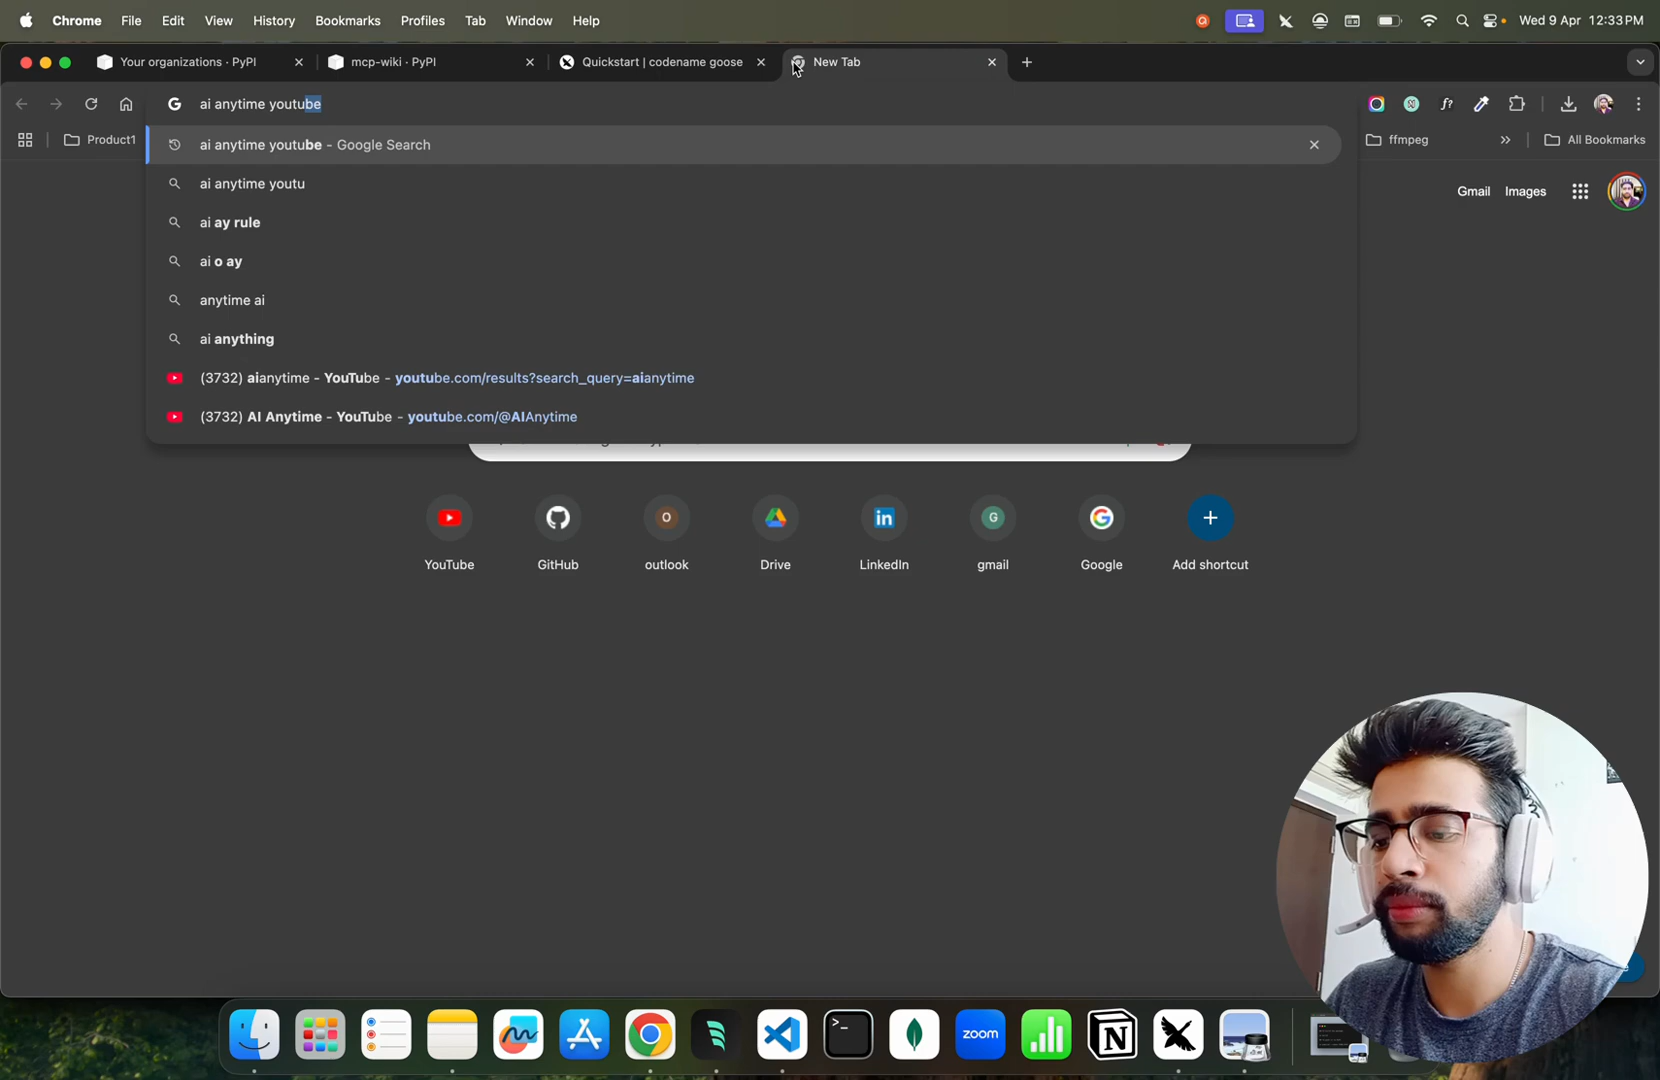 Chrome File Edit View History Bookmarks Profiles Tab Window Help Wed 9 Apr 12:33 PM
Your organizations · PyPI mcp-wiki · PyPI Quickstart | codename goose New Tab
ai anytime youtube
Product1 ffmpeg » All Bookmarks
ai anytime youtube - Google Search
Gmail Images
ai anytime youtu
ai ay rule
ai o ay
anytime ai
ai anything
(3732) aianytime - YouTube - youtube.com/results?search_query=aianytime
(3732) AI Anytime - YouTube - youtube.com/@AIAnytime
YouTube GitHub outlook Drive LinkedIn gmail Google Add shortcut
zoom